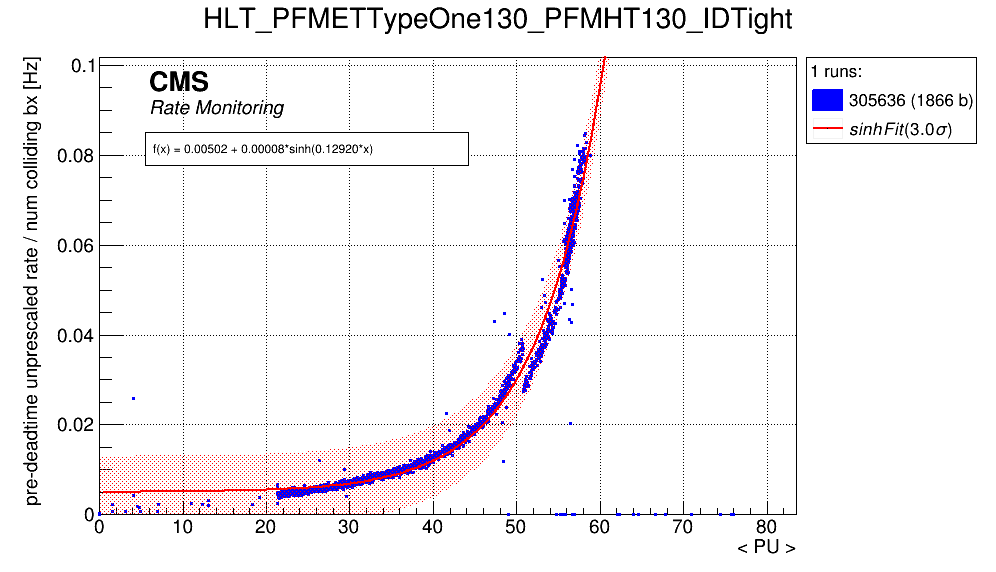 HLT_PFMETTypeOne130_PFMHT130_IDTight
pre-deadtime unprescaled rate / num colliding bx [Hz]
0.1
0.08
0.06
0.04
0.02
0
CMS
Rate Monitoring
f(x) = 0.00502 + 0.00008*sinh(0.12920*x)
1 runs:
305636 (1866 b)
sinhFit(3.0σ)
0 10 20 30 40 50 60 70 80
< PU >